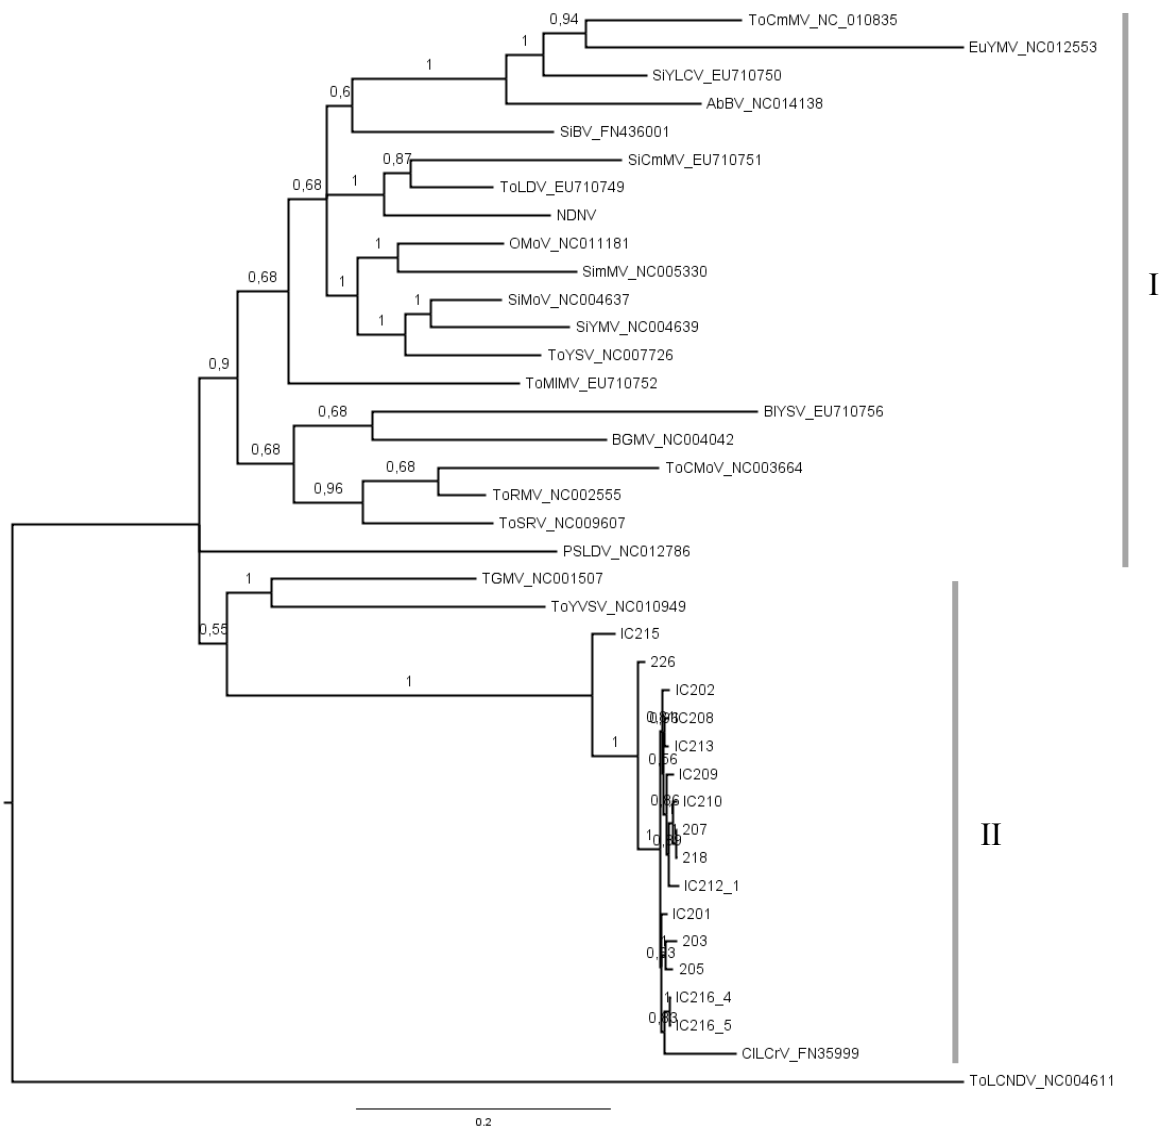 0,94
ToCmMV_NC_010835
1
EuYMV_NC012553
1
SiYLCV_EU710750
0,6
AbBV_NC014138
SiBV_FN436001
0,87
SiCmMV_EU710751
0,68
1
ToLDV_EU710749
NDNV
1
OMoV_NC011181
0,68
1
SimMV_NC005330
I
1
SiMoV_NC004637
1
SiYMV_NC004639
ToYSV_NC007726
0,9
ToMlMV_EU710752
0,68
BlYSV_EU710756
0,68
BGMV_NC004042
0,68
ToCMoV_NC003664
0,96
ToRMV_NC002555
ToSRV_NC009607
PSLDV_NC012786
1
TGMV_NC001507
ToYVSV_NC010949
0,55
IC215
226
1
IC202
IC208
1
IC213
0,56
IC209
IC210
207
1
II
218
IC212_1
IC201
203
205
1
IC216_4
IC216_5
ClLCrV_FN35999
ToLCNDV_NC004611
0.2